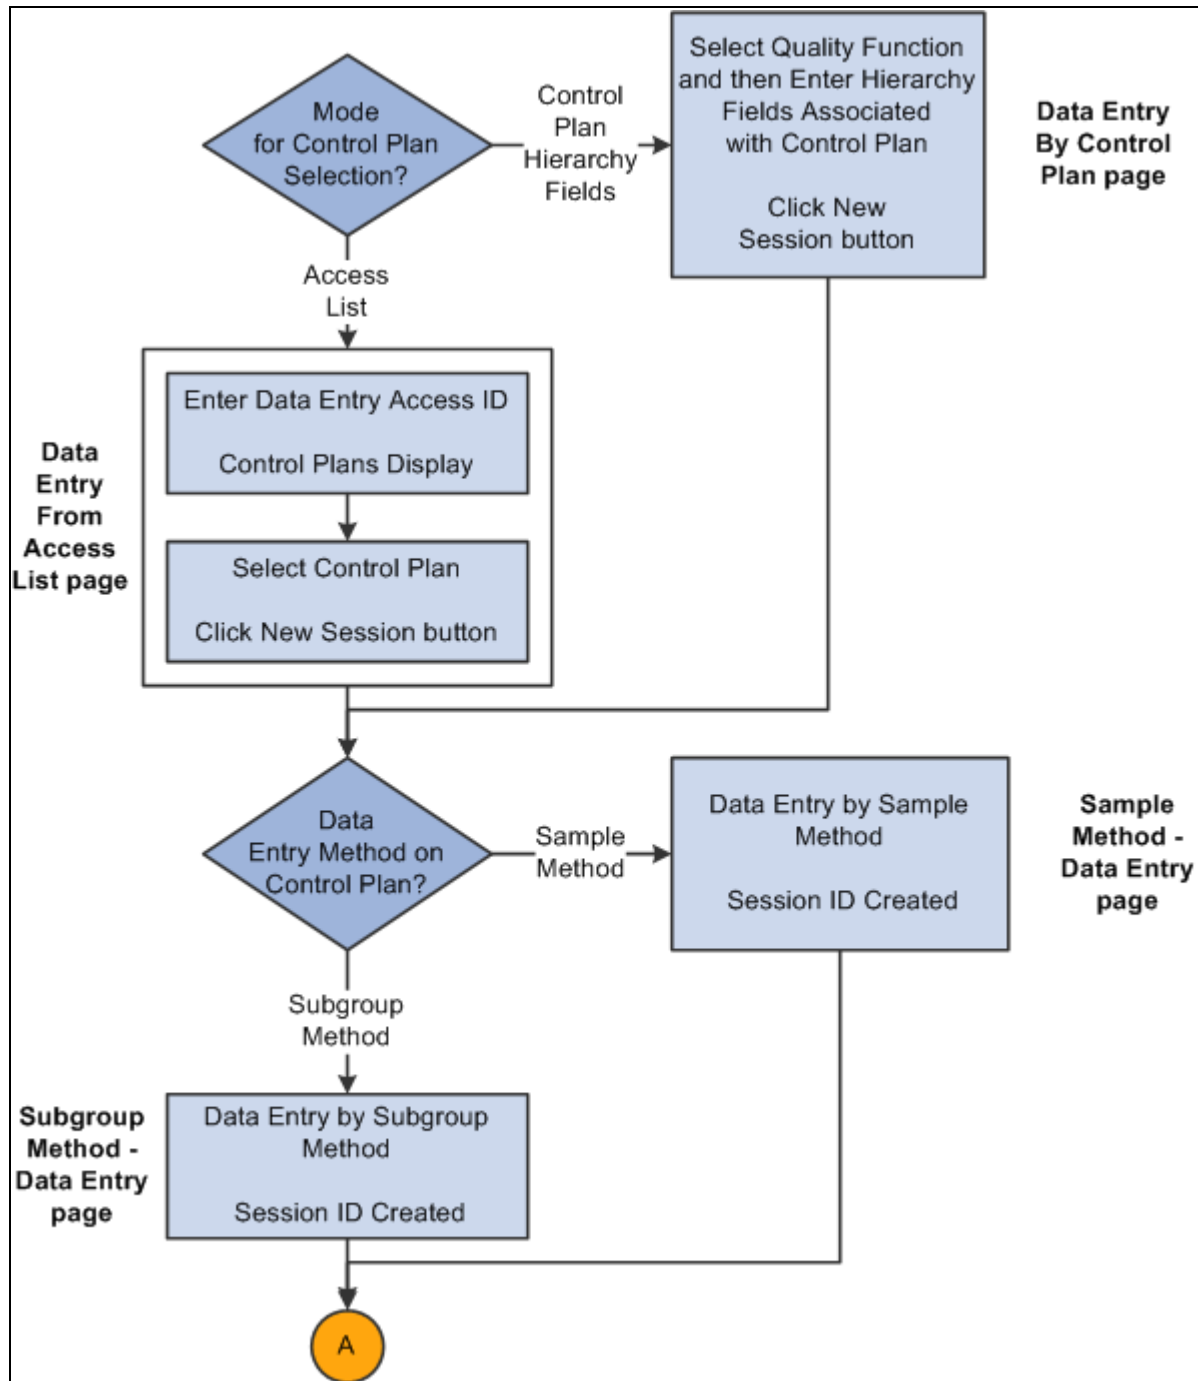 Mode
for Control Plan
Selection?
Control
Plan
Hierarchy
Fields
Select Quality Function
and then Enter Hierarchy
Fields Associated
with Control Plan
Click New
Session button
Data Entry
By Control
Plan page
Access
List
Data
Entry
From
Access
List page
Enter Data Entry Access ID
Control Plans Display
Select Control Plan
Click New Session button
Data
Entry Method on
Control Plan?
Sample
Method
Data Entry by Sample
Method
Session ID Created
Sample
Method -
Data Entry
page
Subgroup
Method
Subgroup
Method -
Data Entry
page
Data Entry by Subgroup
Method
Session ID Created
A